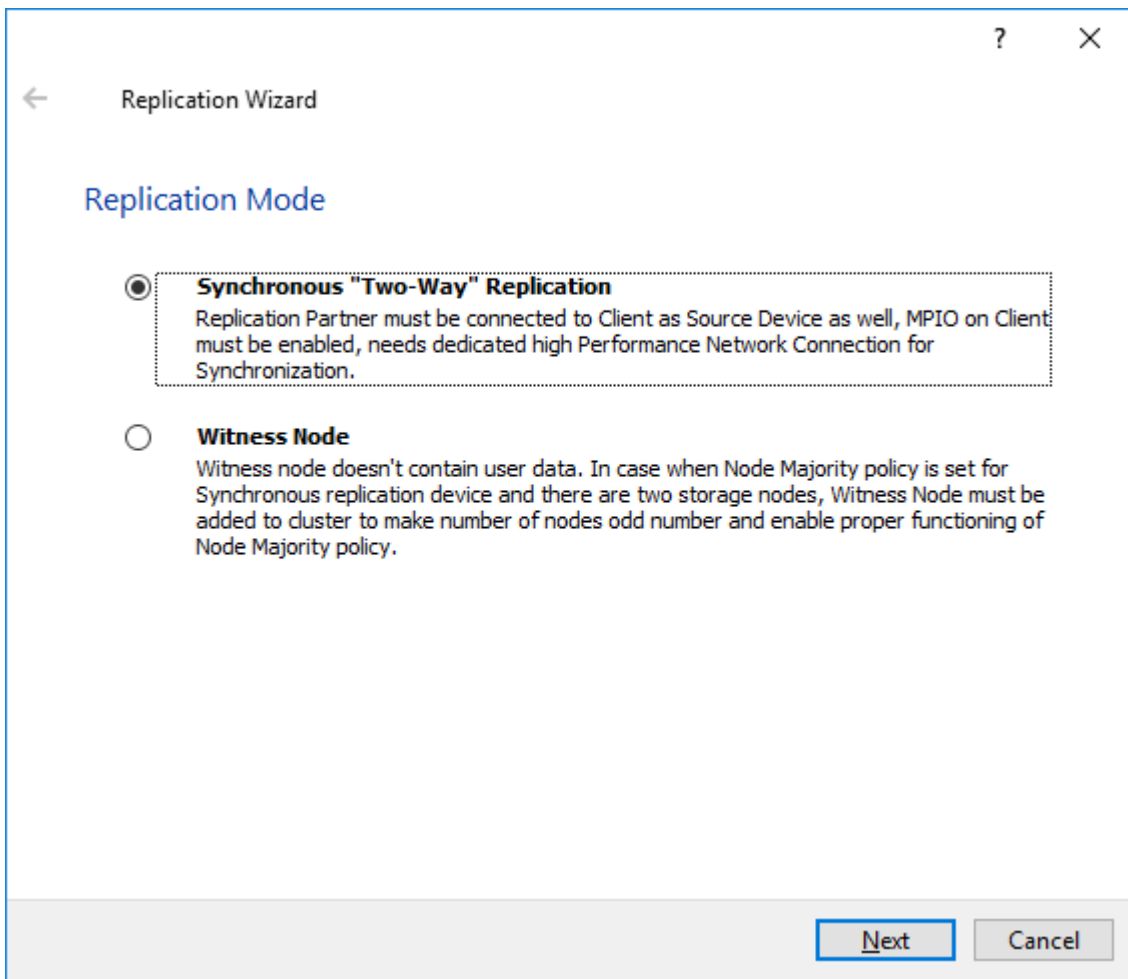 ?
Replication Wizard
Replication Mode
Synchronous "Two-Way" Replication
Replication Partner must be connected to Client as Source Device as well, MPIO on Client
must be enabled, needs dedicated high Performance Network Connection for
Synchronization.
Witness Node
Witness node doesn't contain user data. In case when Node Majority policy is set for
Synchronous replication device and there are two storage nodes, Witness Node must be
added to cluster to make number of nodes odd number and enable proper functioning of
Node Majority policy.
Next Cancel